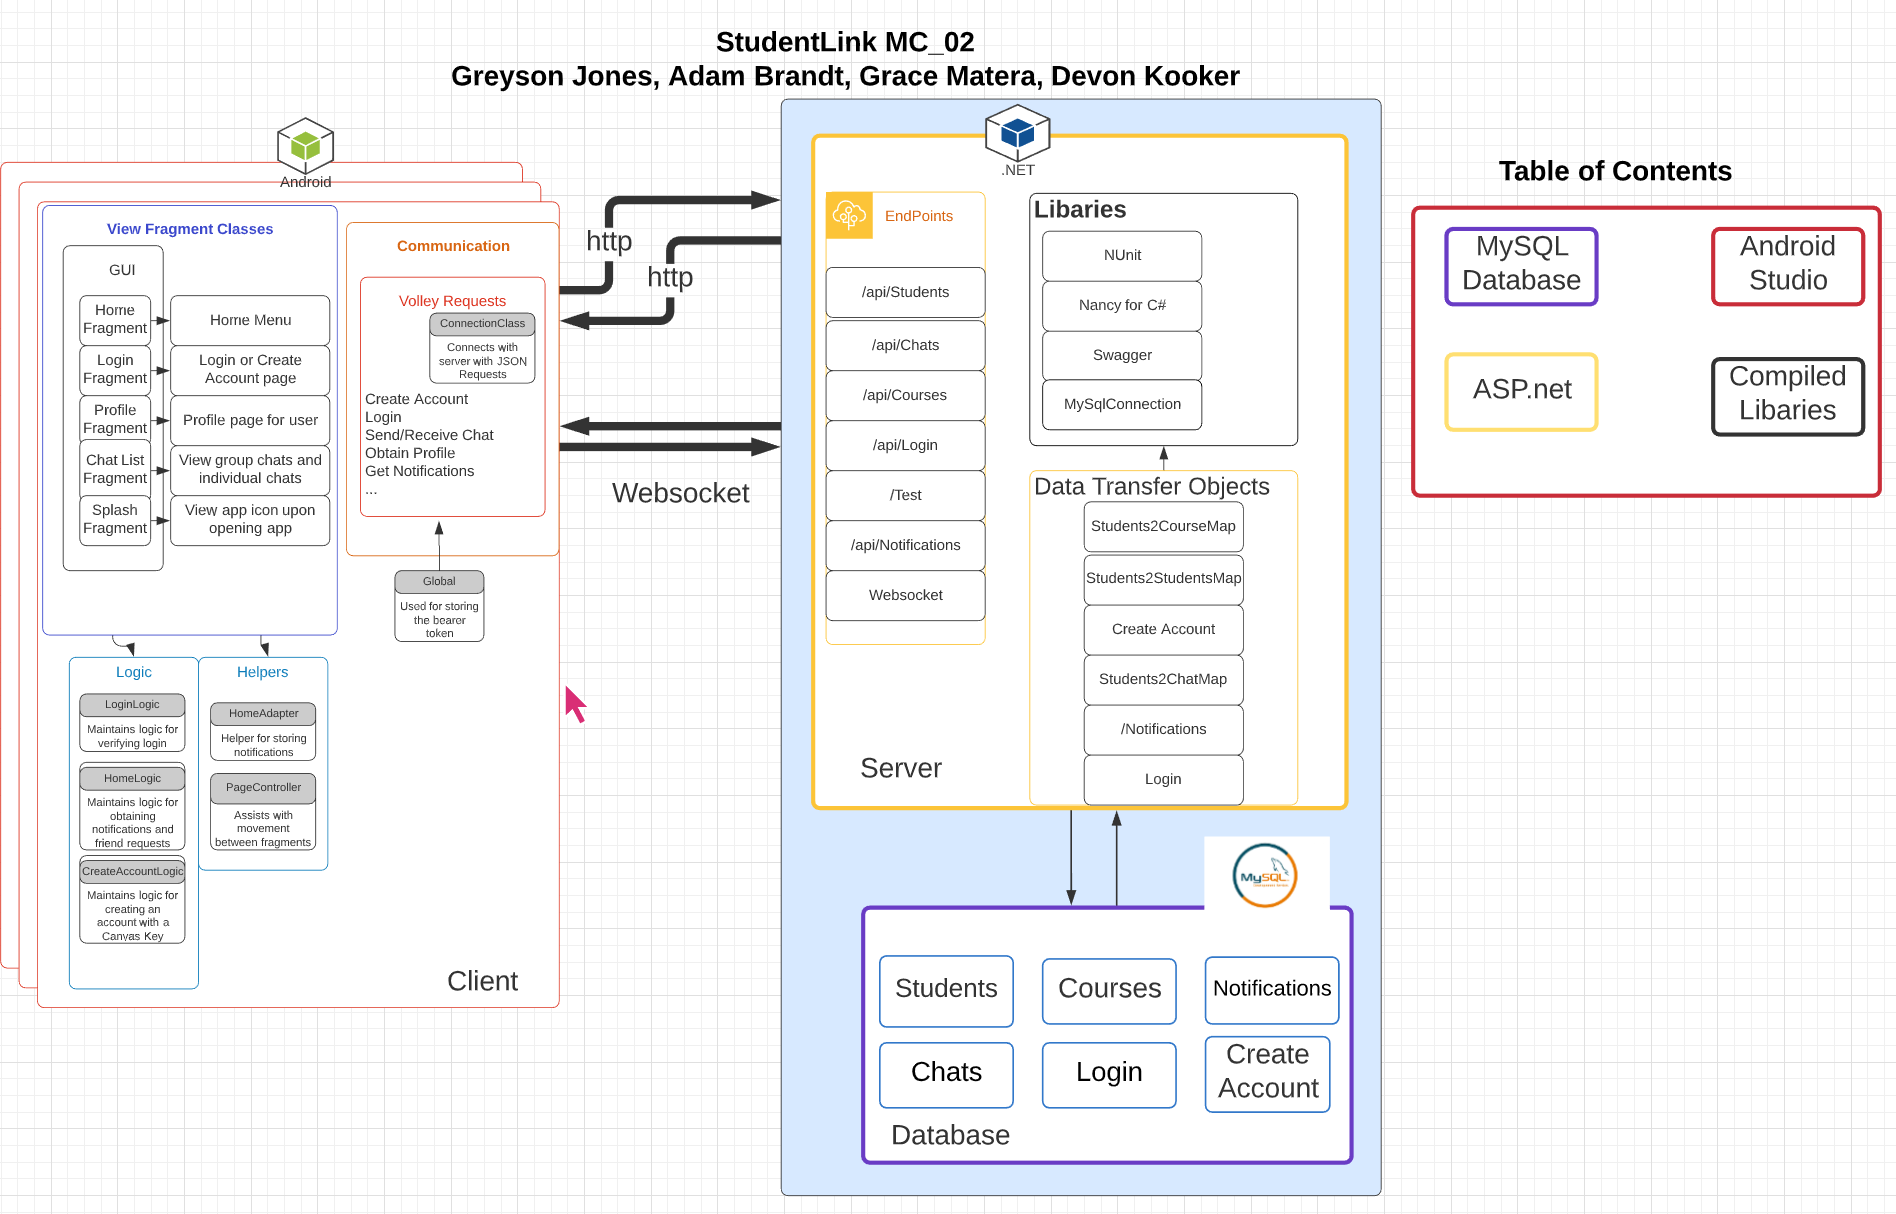 StudentLink MC_02
Greyson Jones, Adam Brandt, Grace Matera, Devon Kooker
Android
View Fragment Classes
GUI
Home
Fragment
Home Menu
Login
Fragment
Login or Create
Account page
Profile
Fragment
Profile page for user
Chat List
Fragment
View group chats and
individual chats
Splash
Fragment
View app icon upon
opening app
Communication
Volley Requests
ConnectionClass
Connects with
server with JSON
Requests
Create Account
Login
Send/Receive Chat
Obtain Profile
Get Notifications
...
Global
Used for storing
the bearer
token
Logic
LoginLogic
Maintains logic for
verifying login
HomeLogic
Maintains logic for
obtaining
notifications and
friend requests
CreateAccountLogic
Maintains logic for
creating an
account with a
Canvas Key
Helpers
HomeAdapter
Helper for storing
notifications
PageController
Assists with
movement
between fragments
Client
http
http
Websocket
.NET
EndPoints
/api/Students
/api/Chats
/api/Courses
/api/Login
/Test
/api/Notifications
Websocket
Libaries
NUnit
Nancy for C#
Swagger
MySqlConnection
Data Transfer Objects
Students2CourseMap
Students2StudentsMap
Create Account
Students2ChatMap
/Notifications
Login
Server
MySQL
Students
Courses
Notifications
Chats
Login
Create
Account
Database
Table of Contents
MySQL
Database
Android
Studio
ASP.net
Compiled
Libaries